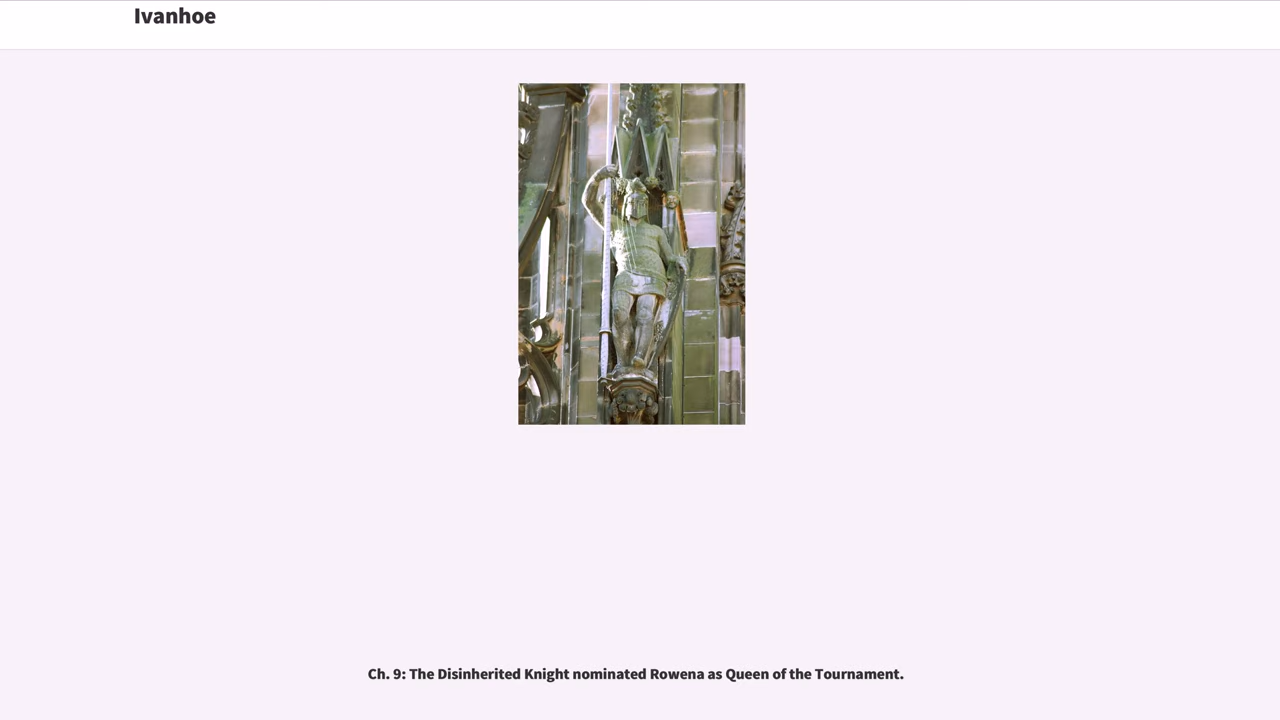 Ivanhoe
Ch. 9: The Disinherited Knight nominated Rowena as Queen of the Tournament.